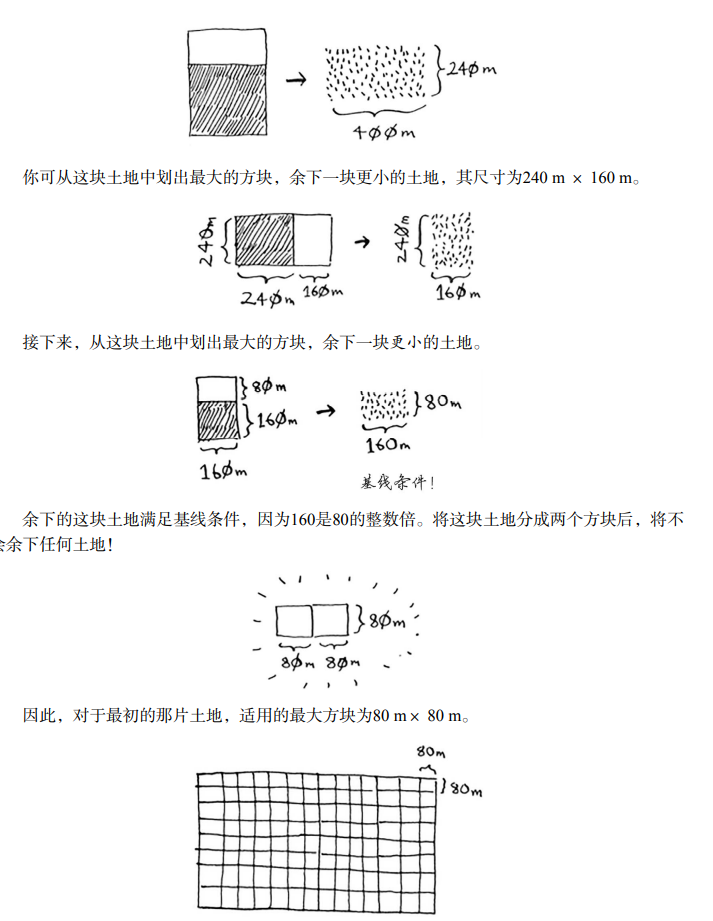 240m
400m
你可从这块土地中划出最大的方块，余下一块更小的土地，其尺寸为240 m × 160 m。
240m
240m 160m
240m
160m
接下来，从这块土地中划出最大的方块，余下一块更小的土地。
80m
160m
160m
80m
160m
基线条件！
余下的这块土地满足基线条件，因为160是80的整数倍。将这块土地分成两个方块后，将不
会余下任何土地！
80m
80m 80m
因此，对于最初的那片土地，适用的最大方块为80 m× 80 m。
80m
80m